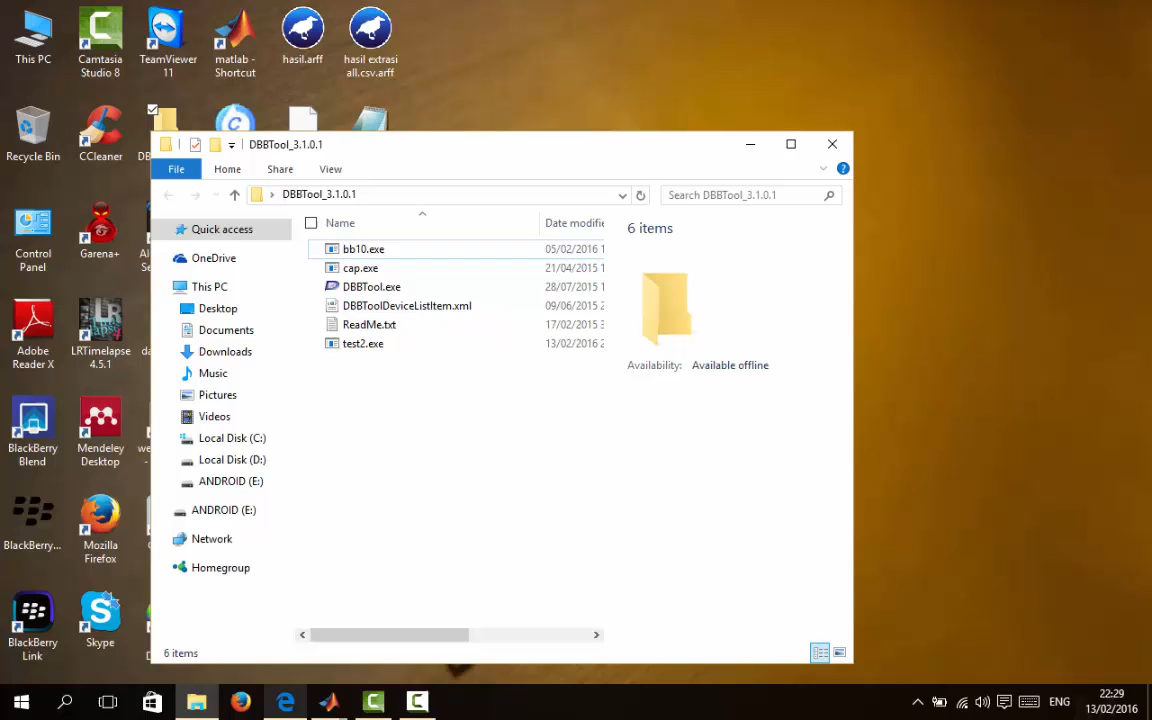 This PC
Camtasia
Studio 8
TeamViewer
11
matlab -
Shortcut
hasil.arff
hasil extrasi
all.csv.arff
Recycle Bin
CCleaner
DBBTool_3.1.0.1
File
Home
Share
View
DBBTool_3.1.0.1
Search DBBTool_3.1.0.1
Quick access
OneDrive
This PC
Desktop
Documents
Downloads
Music
Pictures
Videos
Local Disk (C:)
Local Disk (D:)
ANDROID (E:)
ANDROID (E:)
Network
Homegroup
Name
Date modifie
bb10.exe
05/02/2016 1
cap.exe
21/04/2015 1
DBBTool.exe
28/07/2015 1
DBBToolDeviceListItem.xml
09/06/2015 2
ReadMe.txt
17/02/2015 3
test2.exe
13/02/2016 2
6 items
Availability: Available offline
6 items
Control
Panel
Garena+
Adobe
Reader X
LRTimelapse
4.5.1
BlackBerry
Blend
Mendeley
Desktop
BlackBerry...
Mozilla
Firefox
BlackBerry
Link
Skype
ENG
22:29
13/02/2016